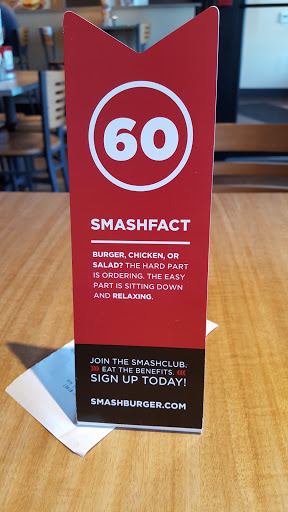 60
SMASHFACT
BURGER, CHICKEN, OR
SALAD? THE HARD PART
IS ORDERING. THE EASY
PART IS SITTING DOWN
AND RELAXING.
JOIN THE SMASHCLUB.
EAT THE BENEFITS.
SIGN UP TODAY!
SMASHBURGER.COM